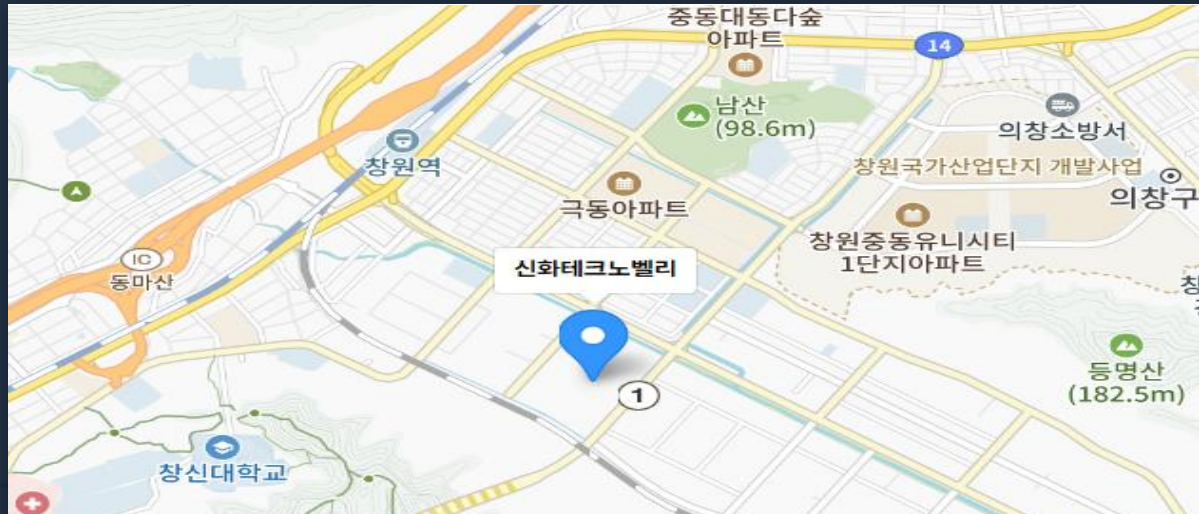 중동대동다숲
아파트
14
남산
(98.6m)
의창소방서
창원역
창원국가산업단지 개발사업
의창구
극동아파트
창원중동유니시티
1단지아파트
IC
동마산
신화테크노벨리
등명산
(182.5m)
1
창신대학교